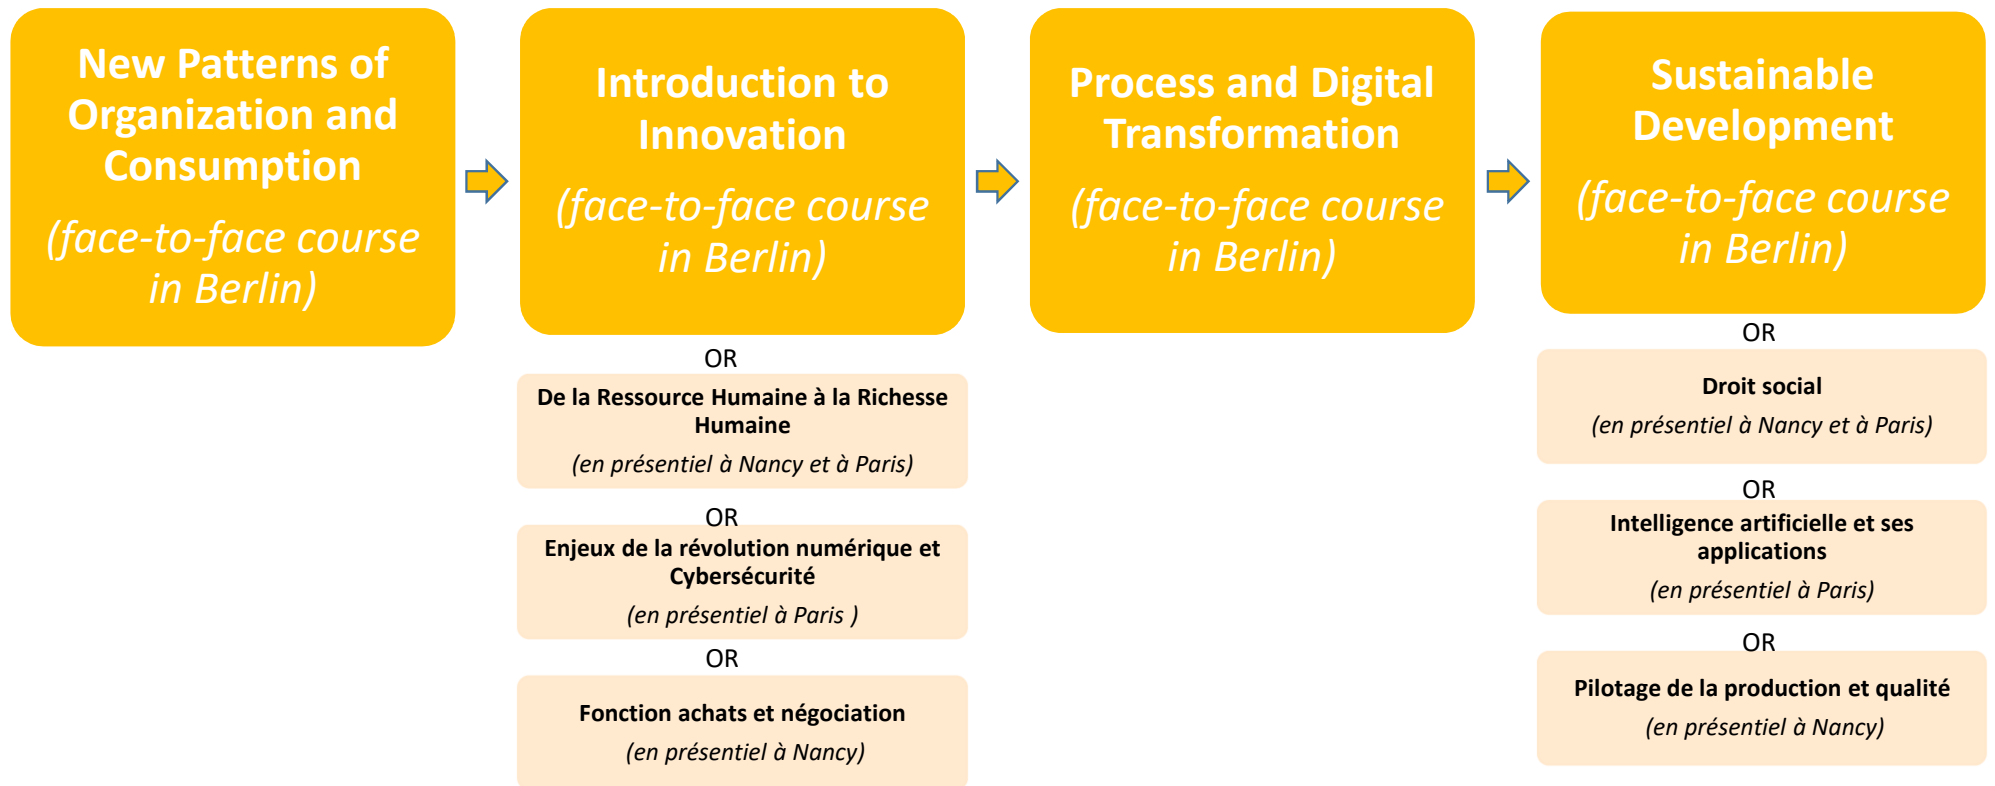 New Patterns of
Organization and
Consumption
(face-to-face course
in Berlin)
Introduction to
Innovation
(face-to-face course
in Berlin)
OR
De la Ressource Humaine à la Richesse
Humaine
(en présentiel à Nancy et à Paris)
OR
Enjeux de la révolution numérique et
Cybersécurité
(en présentiel à Paris )
OR
Fonction achats et négociation
(en présentiel à Nancy)
Process and Digital
Transformation
(face-to-face course
in Berlin)
Sustainable
Development
(face-to-face course
in Berlin)
OR
Droit social
(en présentiel à Nancy et à Paris)
OR
Intelligence artificielle et ses
applications
(en présentiel à Paris)
OR
Pilotage de la production et qualité
(en présentiel à Nancy)